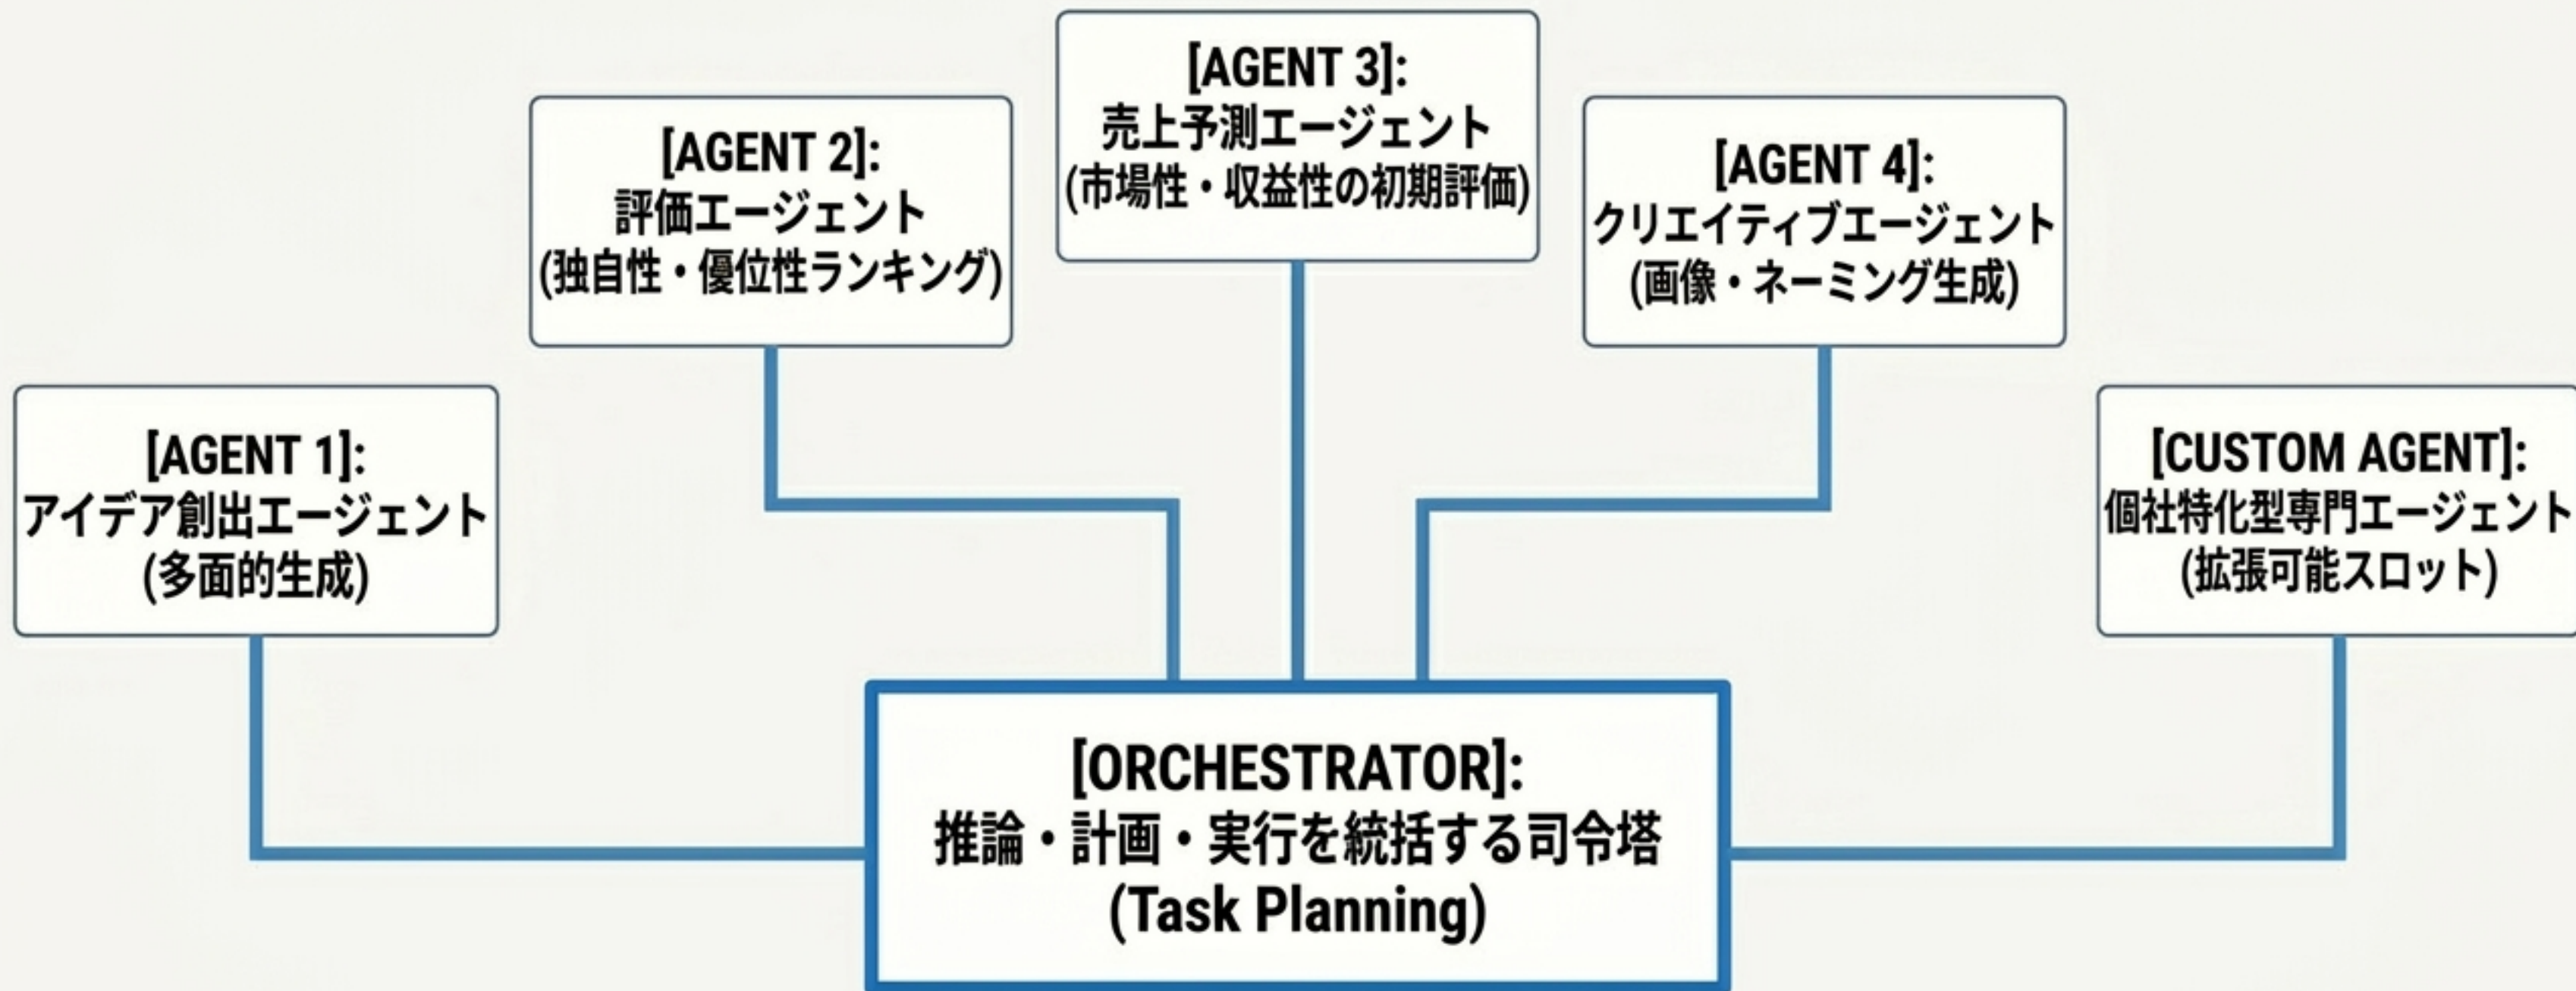 [AGENT 1]:
アイデア創出エージェント
(多面的生成)
[AGENT 2]:
評価エージェント
(独自性・優位性ランキング)
[AGENT 3]:
売上予測エージェント
(市場性・収益性の初期評価)
[AGENT 4]:
クリエイティブエージェント
(画像・ネーミング生成)
[CUSTOM AGENT]:
個社特化型専門エージェント
(拡張可能スロット)
[ORCHESTRATOR]:
推論・計画・実行を統括する司令塔
(Task Planning)